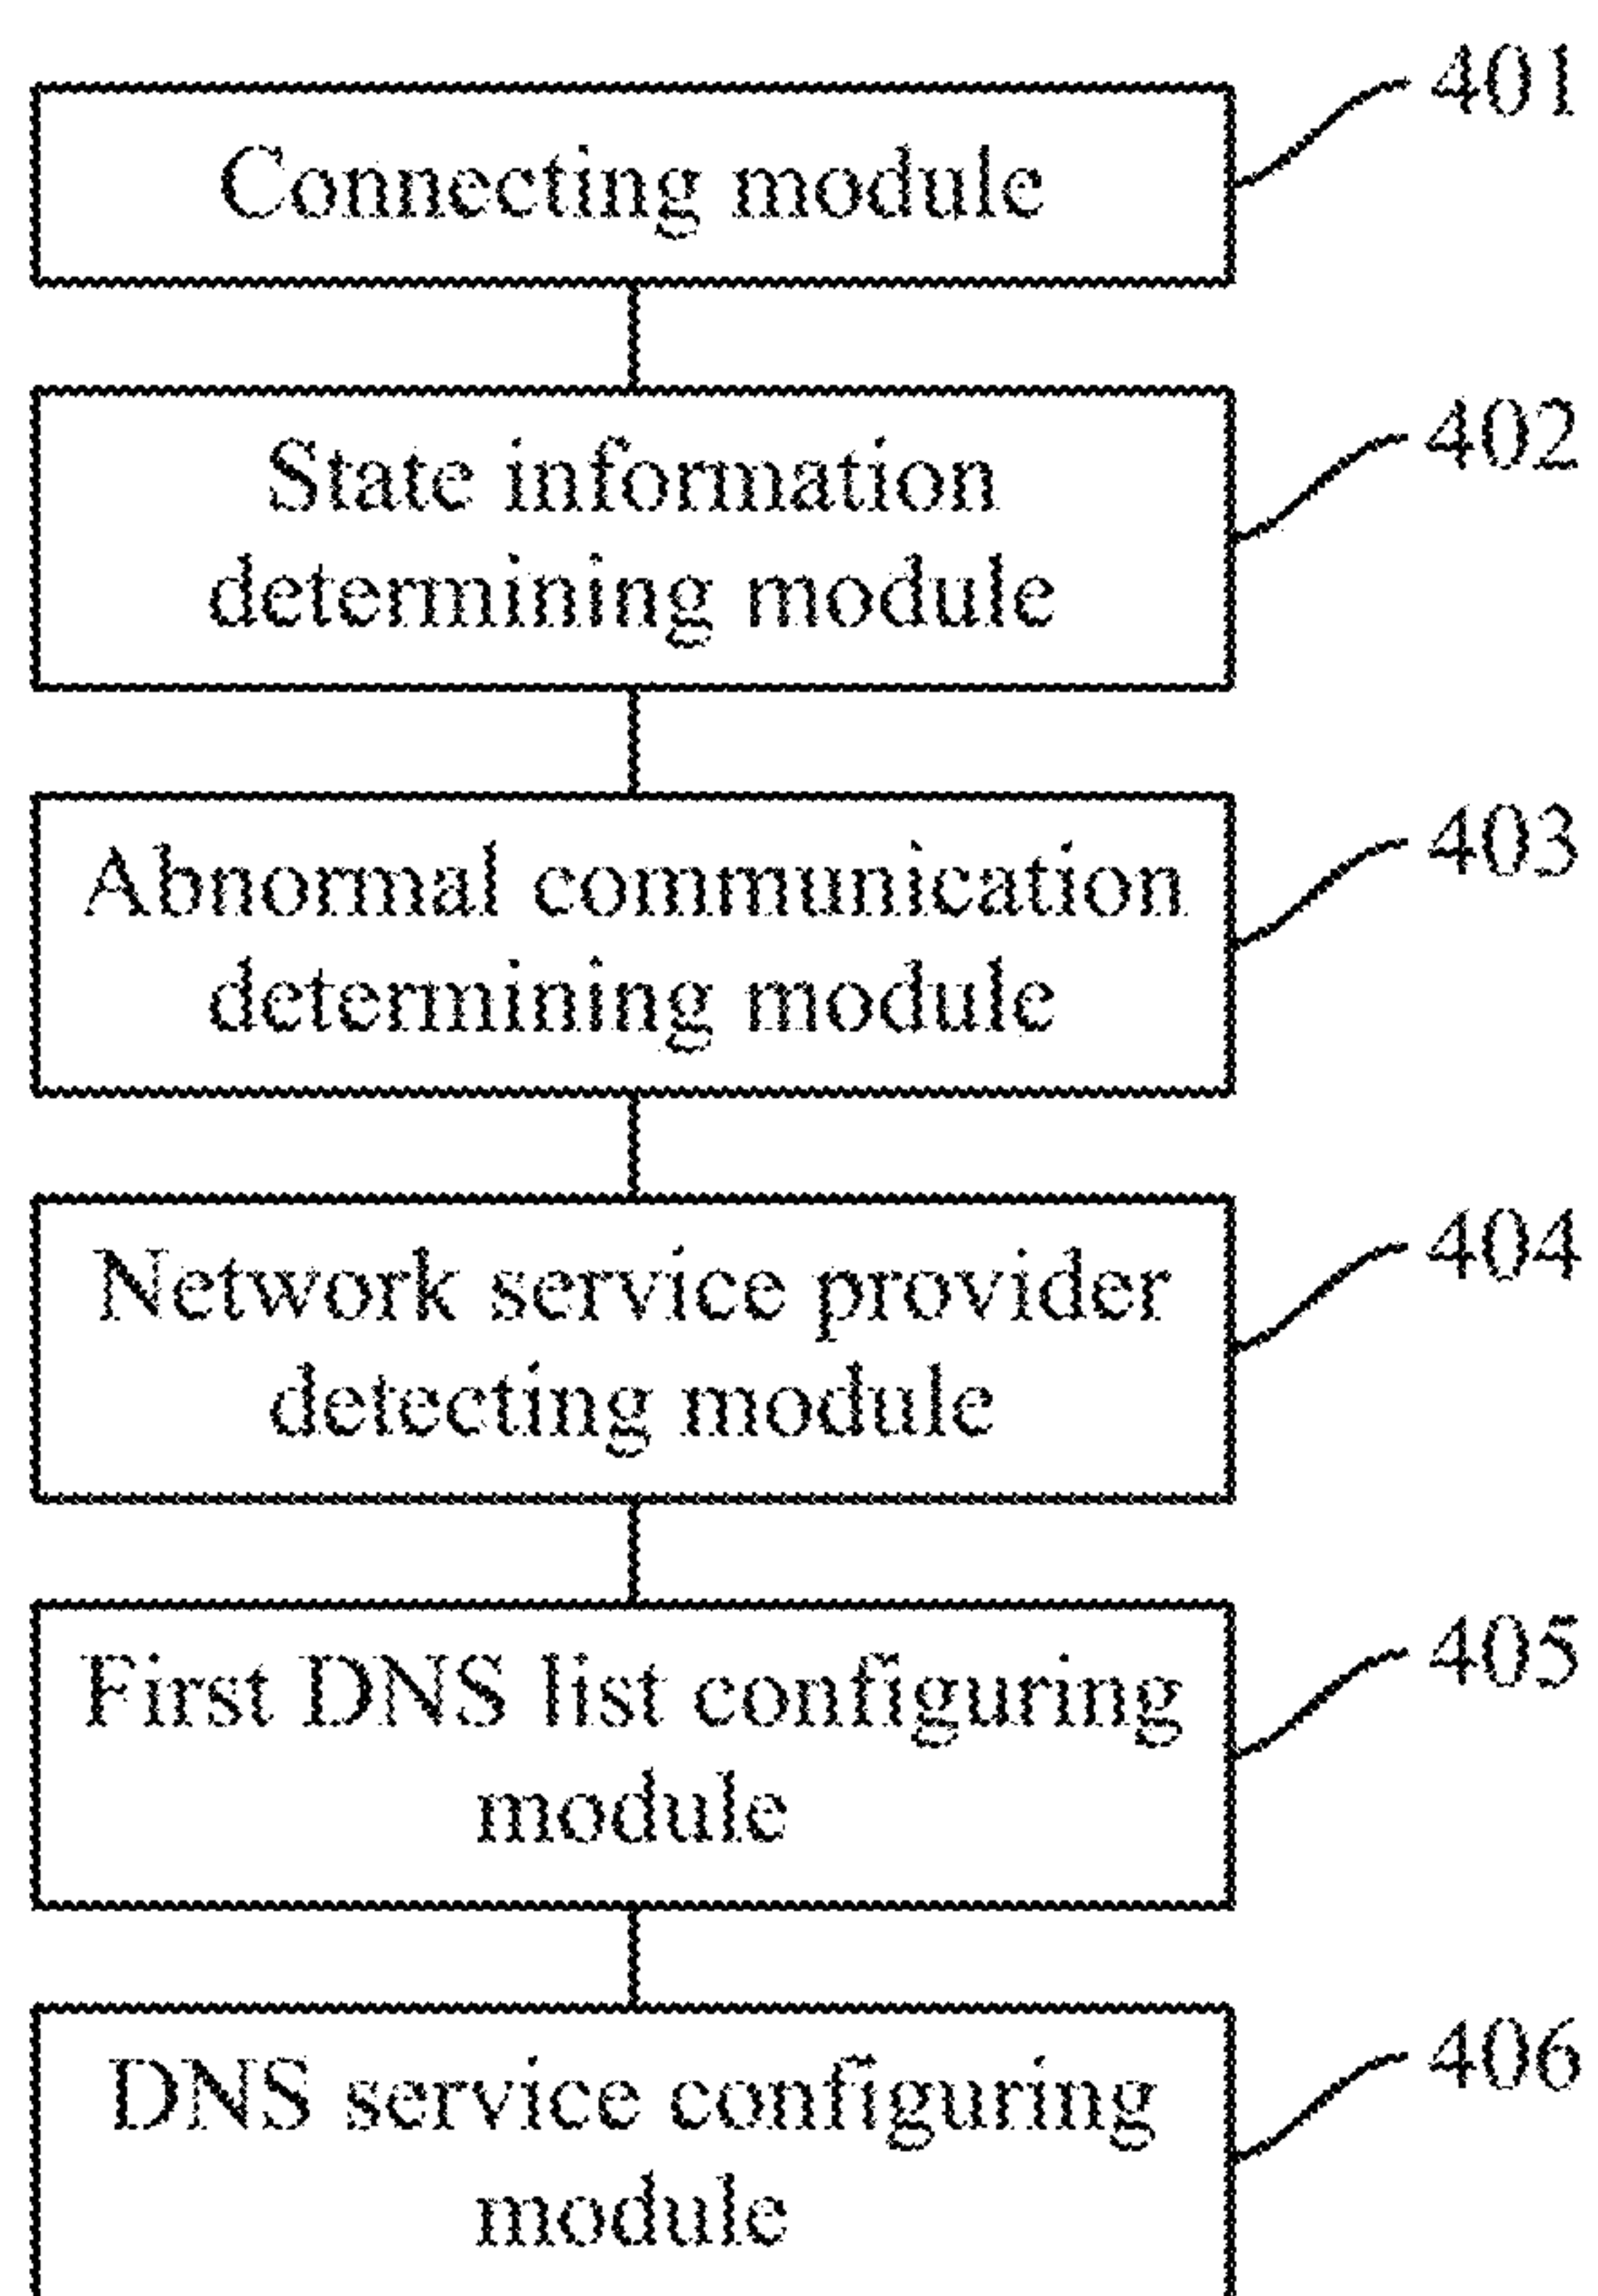 401
Connecting module
402
State information
determining module
403
Abnormal communication
determining module
404
Network service provider
detecting module
405
First DNS list configuring
module
406
DNS service configuring
module